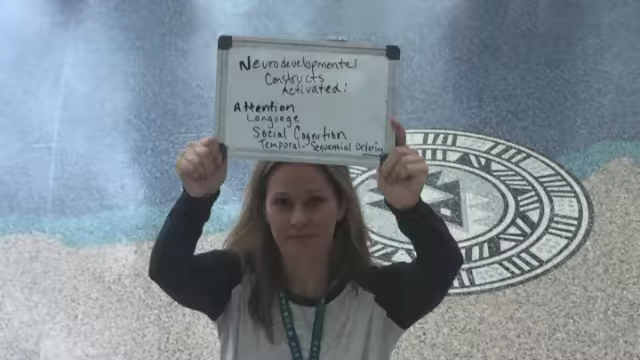 Neurodevelopmental
Constructs
Activated:
Attention
Language
Social Cognition
Temporal-Sequential Ordering